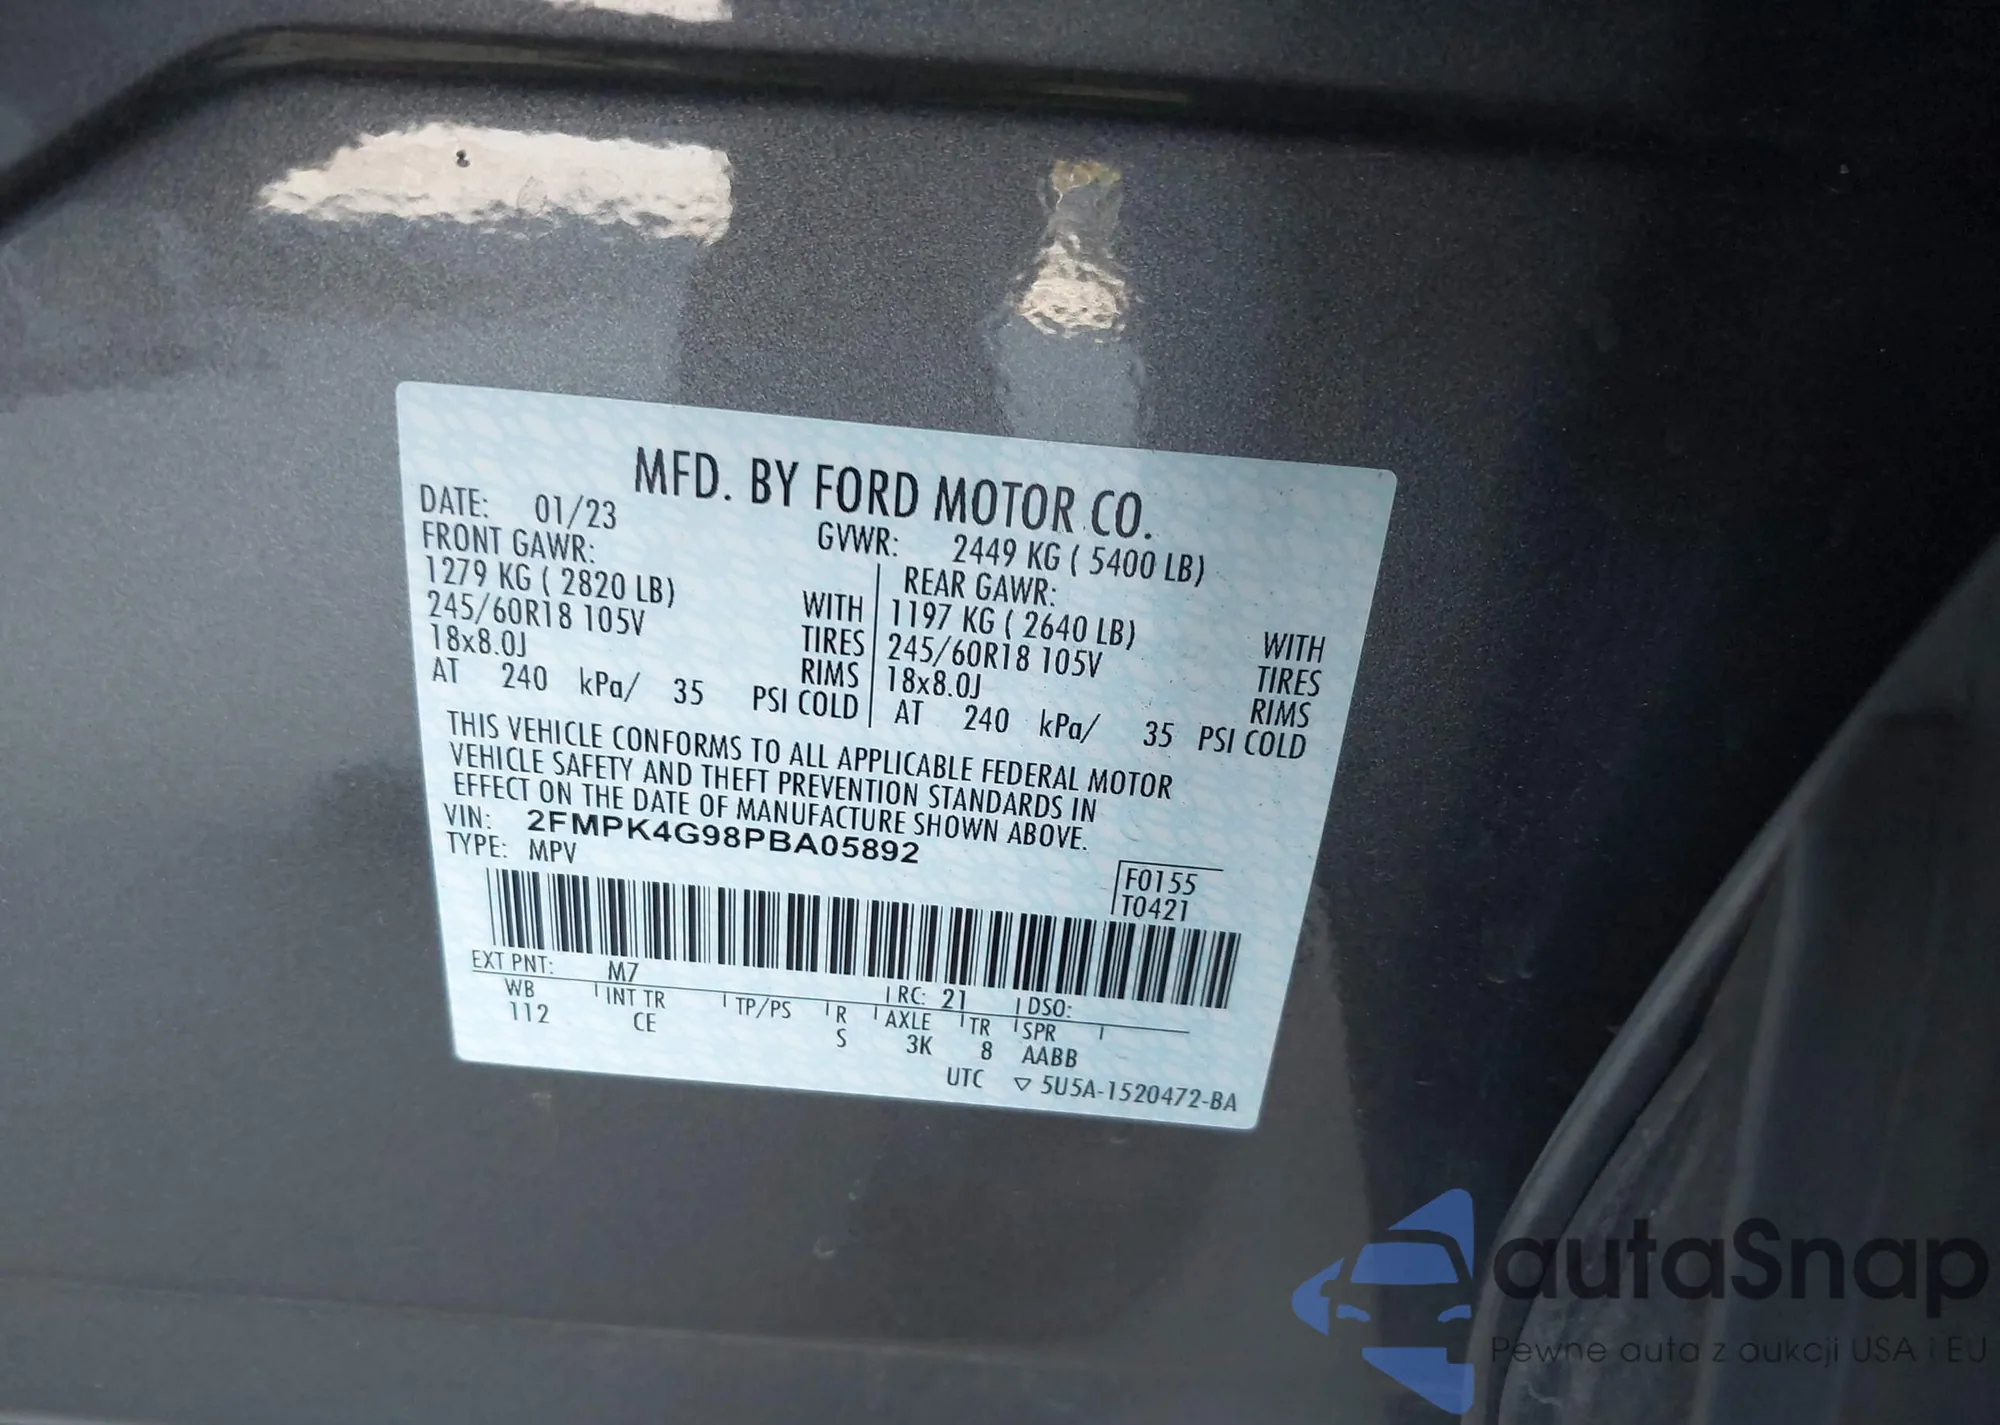 MFD. BY FORD MOTOR CO.
DATE: 01/23 GVWR: 2449 KG ( 5400 LB)
FRONT GAWR: REAR GAWR:
1279 KG ( 2820 LB) WITH 1197 KG ( 2640 LB) WITH
245/60R18 105V TIRES 245/60R18 105V TIRES
18x8.0J RIMS 18x8.0J RIMS
AT 240 kPa/ 35 PSI COLD AT 240 kPa/ 35 PSI COLD
THIS VEHICLE CONFORMS TO ALL APPLICABLE FEDERAL MOTOR
VEHICLE SAFETY AND THEFT PREVENTION STANDARDS IN
EFFECT ON THE DATE OF MANUFACTURE SHOWN ABOVE.
VIN: 2FMPK4G98PBA05892
TYPE: MPV
F0155
T0421
EXT PNT: M7 RC: 21 DSO:
WB INT TR TP/PS R AXLE TR SPR
112 CE S 3K 8 AABB
UTC ▽ 5U5A-1520472-BA
autaSnap
Pewne auta z aukcji USA i EU